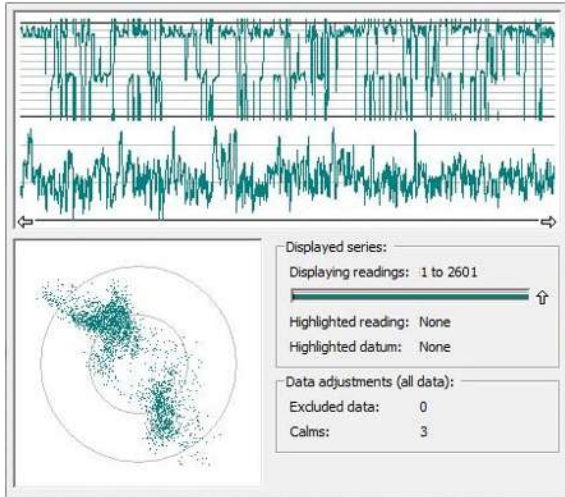 Displayed series:
Displaying readings: 1 to 2601
Highlighted reading: None
Highlighted datum: None
Data adjustments (all data):
Excluded data: 0
Calms: 3